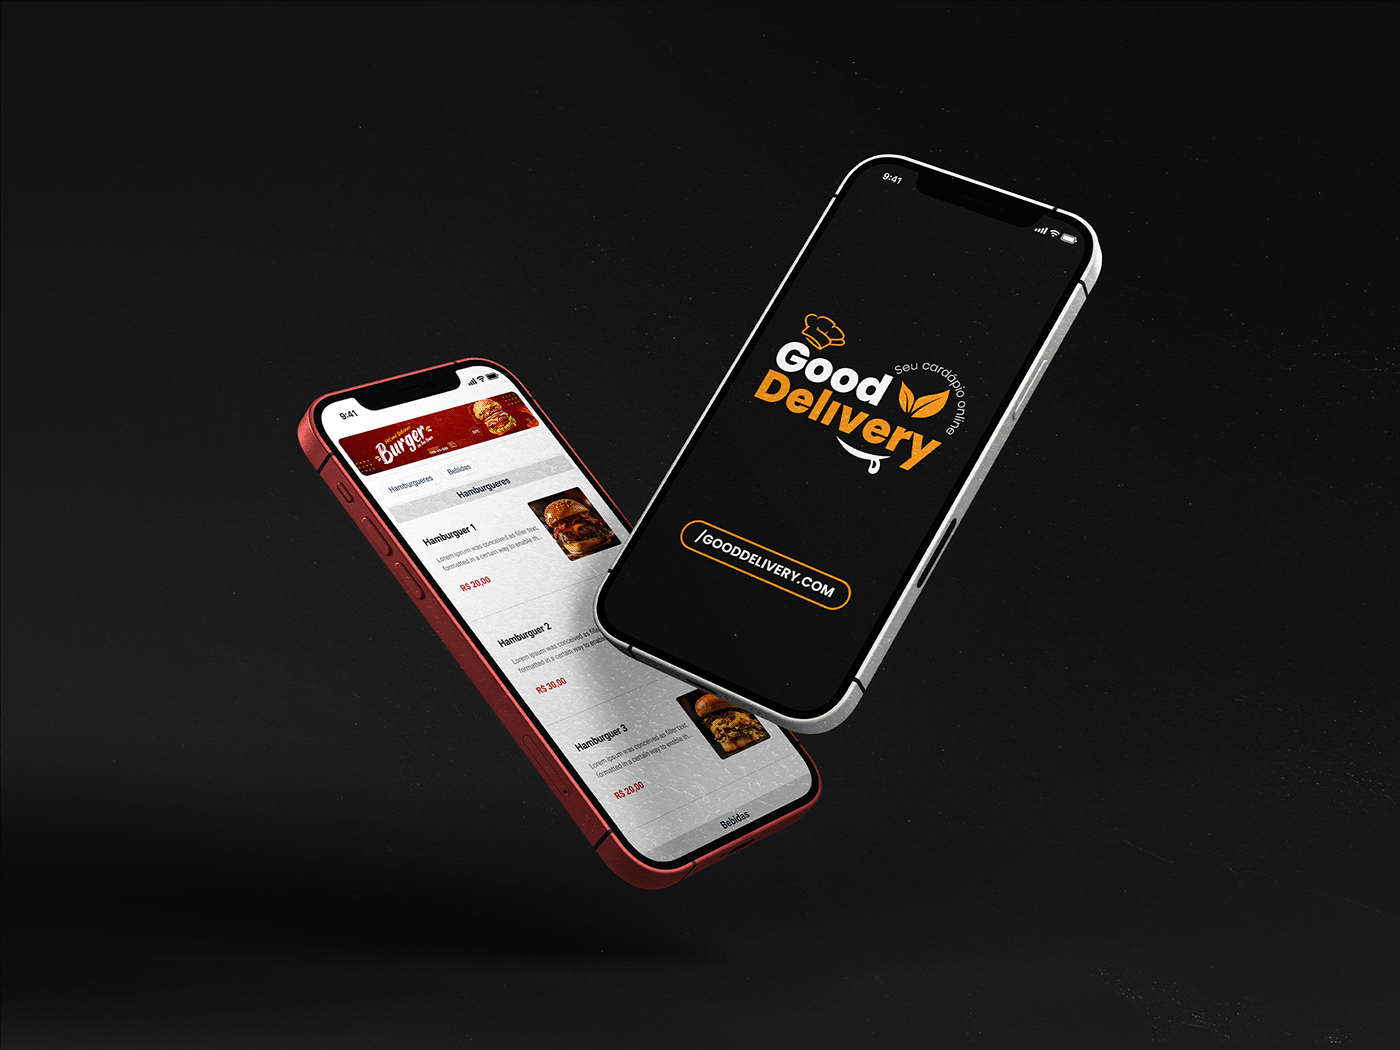 9:41
Good
Delivery
Seu cardápio online
/GOODDELIVERY.COM
9:41
Burger
Hamburgueres
Bebidas
Hamburgueres
Hamburguer 1
Lorem ipsum was conceived as filler text,
formatted in a certain way to enable th...
R$ 20,00
Hamburguer 2
Lorem ipsum was conceived as
formatted in a certain way to enable
R$ 30,00
Hamburguer 3
Lorem ipsum was conceived as filler text,
formatted in a certain way to enable th...
R$ 20,00
Bebidas